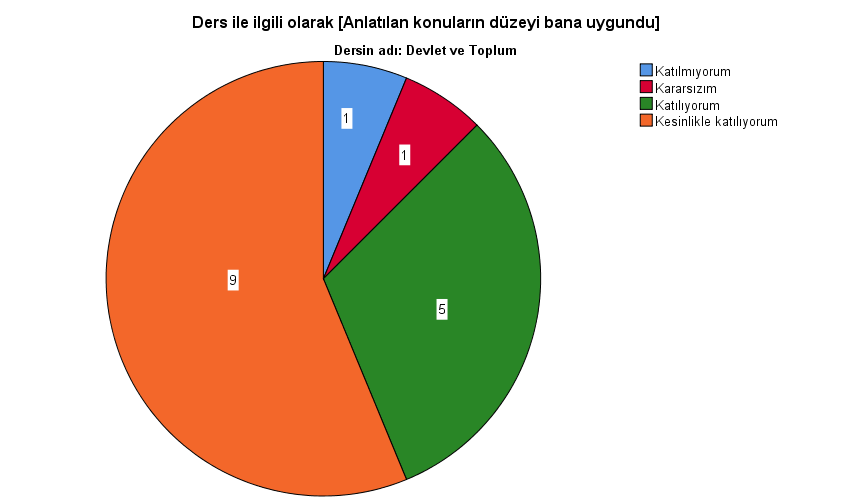 Ders ile ilgili olarak [Anlatılan konuların düzeyi bana uygundu]
Dersin adı: Devlet ve Toplum
Katılmıyorum
Kararsızım
Katılıyorum
Kesinlikle katılıyorum
1
1
5
9